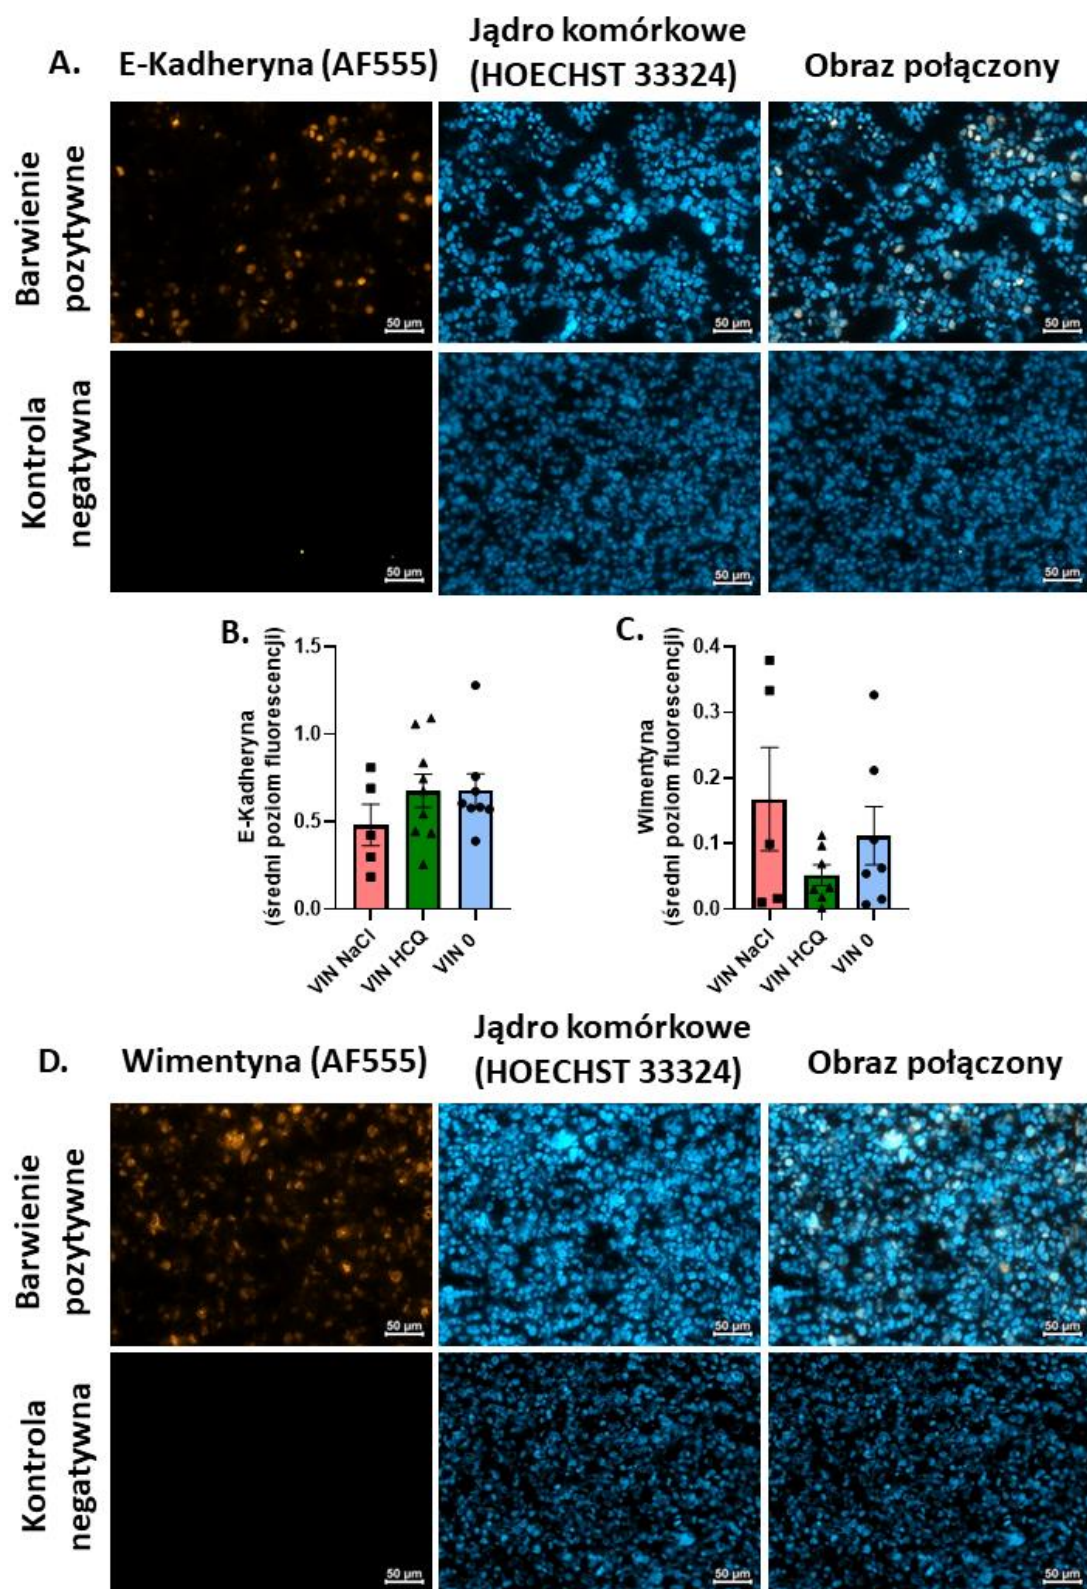 A.
E-Kadheryna (AF555)
Jądro komórkowe
(HOECHST 33324)
Obraz połączony
Barwienie
pozytywne
50 µm
50 µm
50 µm
Kontrola
negatywna
50 µm
50 µm
50 µm
B.
E-Kadheryna
(średni poziom fluorescencji)
1.5
1.0
0.5
0.0
VIN NaCl
VIN HCQ
VIN 0
C.
Wimentyna
(średni poziom fluorescencji)
0.4
0.3
0.2
0.1
0.0
VIN NaCl
VIN HCQ
VIN 0
D.
Wimentyna (AF555)
Jądro komórkowe
(HOECHST 33324)
Obraz połączony
Barwienie
pozytywne
50 µm
50 µm
50 µm
Kontrola
negatywna
50 µm
50 µm
50 µm